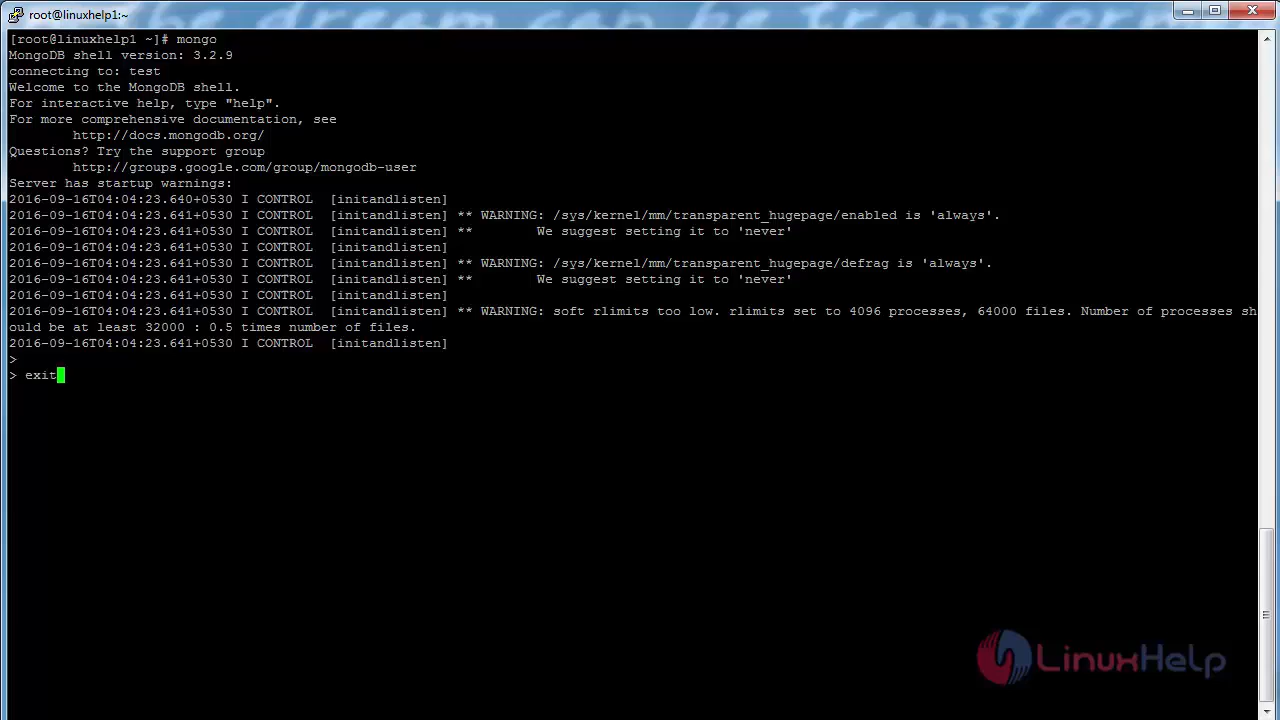 the dream can be transform
root@linuxhelp1:~
[root@linuxhelp1 ~]# mongo
MongoDB shell version: 3.2.9
connecting to: test
Welcome to the MongoDB shell.
For interactive help, type "help".
For more comprehensive documentation, see
http://docs.mongodb.org/
Questions? Try the support group
http://groups.google.com/group/mongodb-user
Server has startup warnings:
2016-09-16T04:04:23.640+0530 I CONTROL  [initandlisten]
2016-09-16T04:04:23.641+0530 I CONTROL  [initandlisten] ** WARNING: /sys/kernel/mm/transparent_hugepage/enabled is 'always'.
2016-09-16T04:04:23.641+0530 I CONTROL  [initandlisten] **        We suggest setting it to 'never'
2016-09-16T04:04:23.641+0530 I CONTROL  [initandlisten]
2016-09-16T04:04:23.641+0530 I CONTROL  [initandlisten] ** WARNING: /sys/kernel/mm/transparent_hugepage/defrag is 'always'.
2016-09-16T04:04:23.641+0530 I CONTROL  [initandlisten] **        We suggest setting it to 'never'
2016-09-16T04:04:23.641+0530 I CONTROL  [initandlisten]
2016-09-16T04:04:23.641+0530 I CONTROL  [initandlisten] ** WARNING: soft rlimits too low. rlimits set to 4096 processes, 64000 files. Number of processes sh
ould be at least 32000 : 0.5 times number of files.
2016-09-16T04:04:23.641+0530 I CONTROL  [initandlisten]
>
> exit
LinuxHelp